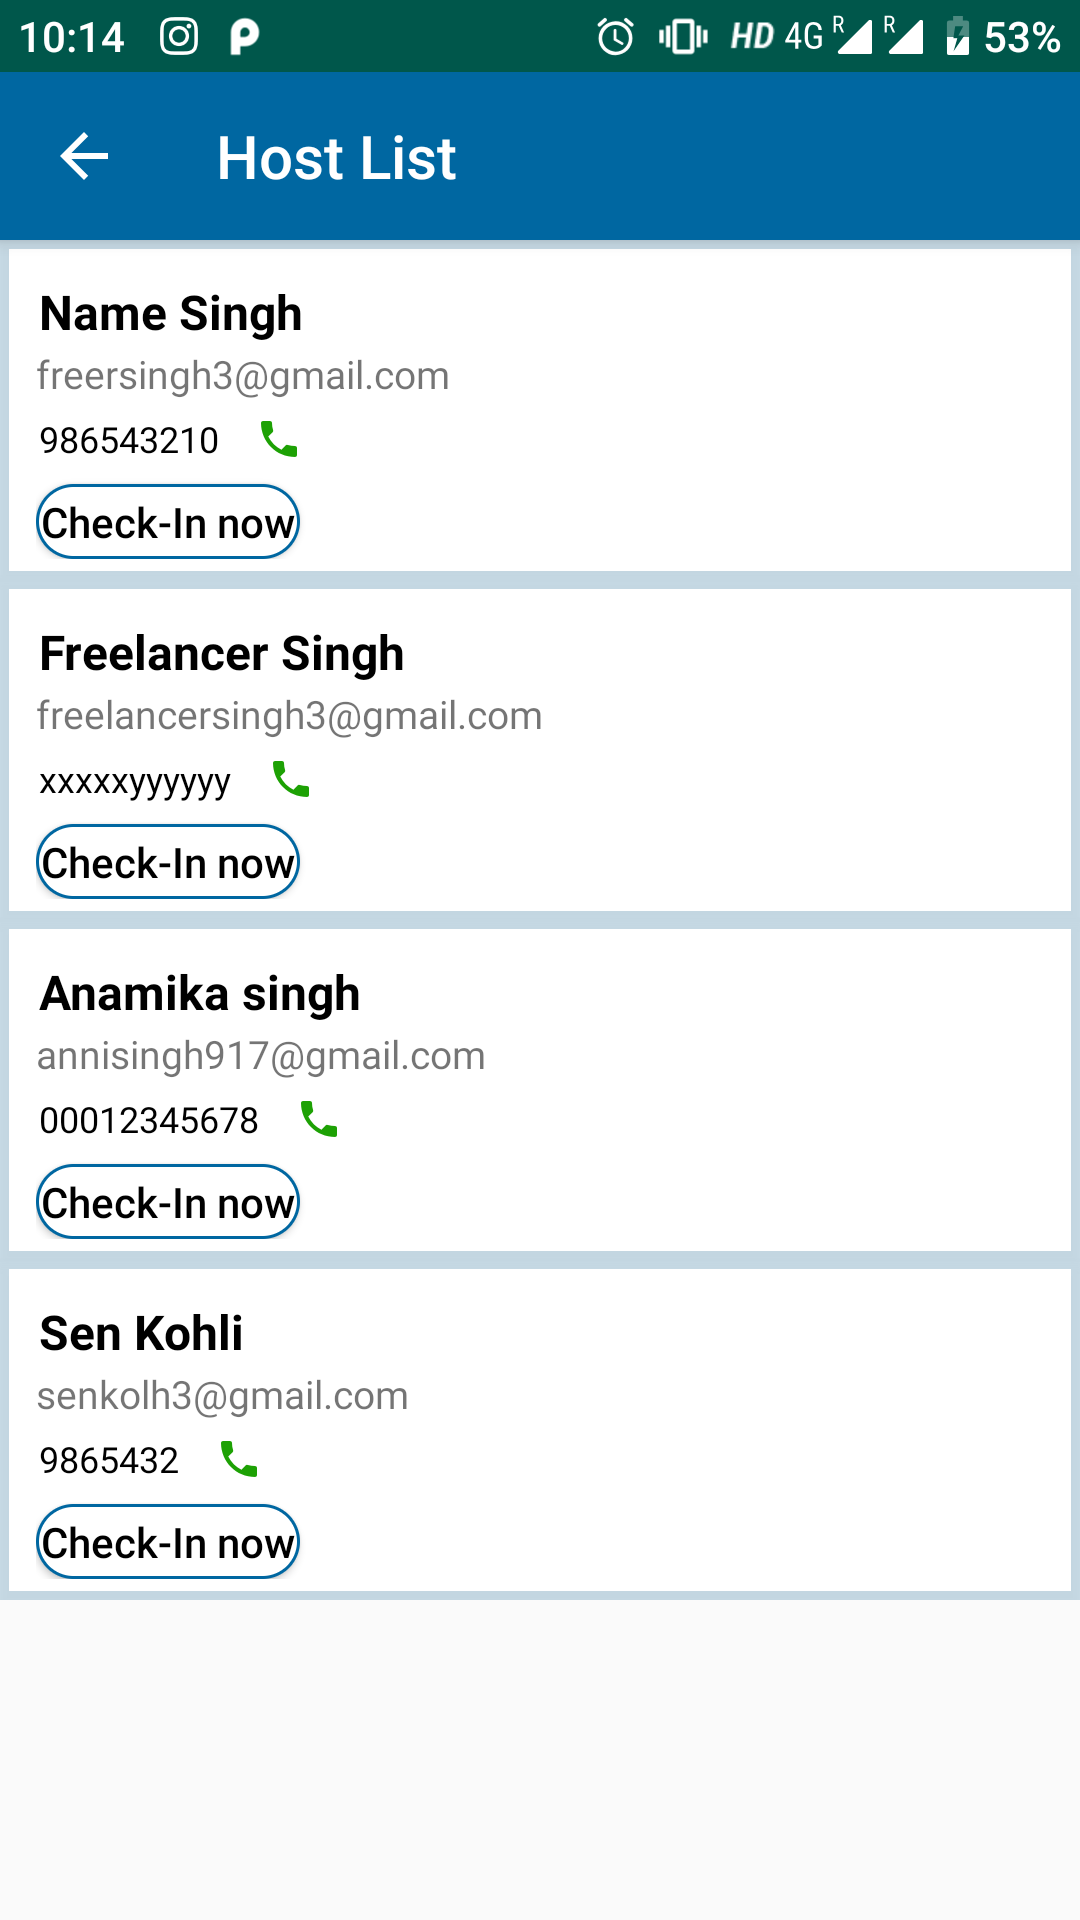 10:14 HD 4G R R 53%
Host List
Name Singh
freersingh3@gmail.com
986543210
Check-In now
Freelancer Singh
freelancersingh3@gmail.com
xxxxxyyyyyy
Check-In now
Anamika singh
annisingh917@gmail.com
00012345678
Check-In now
Sen Kohli
senkolh3@gmail.com
9865432
Check-In now